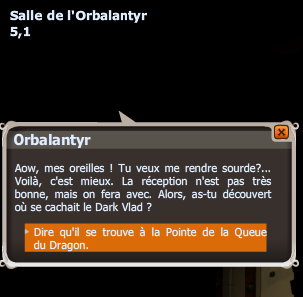 Salle de l'Orbalantyr
5,1
Orbalantyr
Aow, mes oreilles ! Tu veux me rendre sourde?...
Voilà, c'est mieux. La réception n'est pas très
bonne, mais on fera avec. Alors, as-tu découvert
où se cachait le Dark Vlad ?
Dire qu'il se trouve à la Pointe de la Queue
du Dragon.